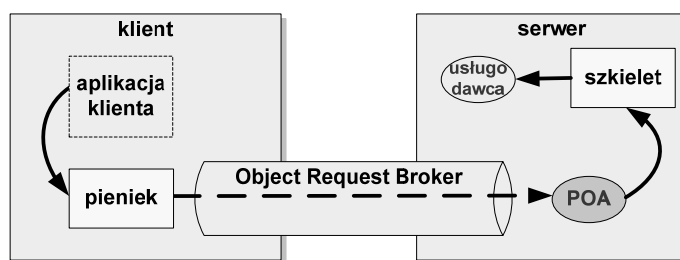 klient
aplikacja
klienta
pieniek
Object Request Broker
serwer
usługo
dawca
szkielet
POA